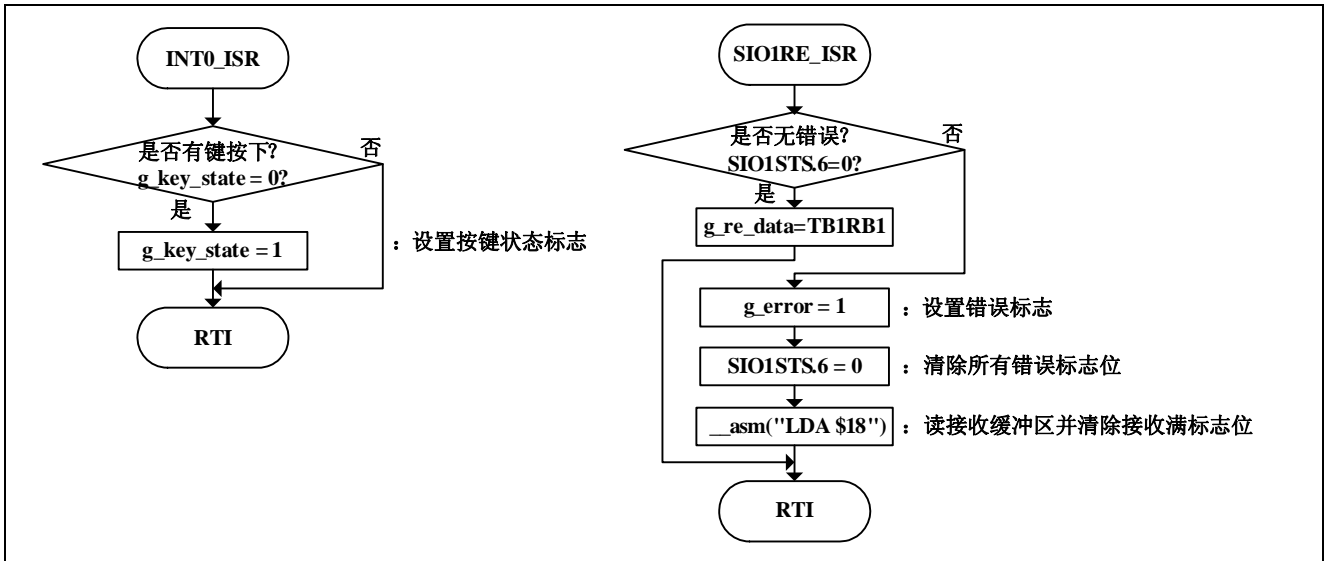 INT0_ISR
是否有键按下?
g_key_state = 0?
否
是
g_key_state = 1
：设置按键状态标志
RTI
SIO1RE_ISR
是否无错误?
SIO1STS.6=0?
否
是
g_re_data=TB1RB1
g_error = 1
：设置错误标志
SIO1STS.6 = 0
：清除所有错误标志位
__asm("LDA $18")
：读接收缓冲区并清除接收满标志位
RTI